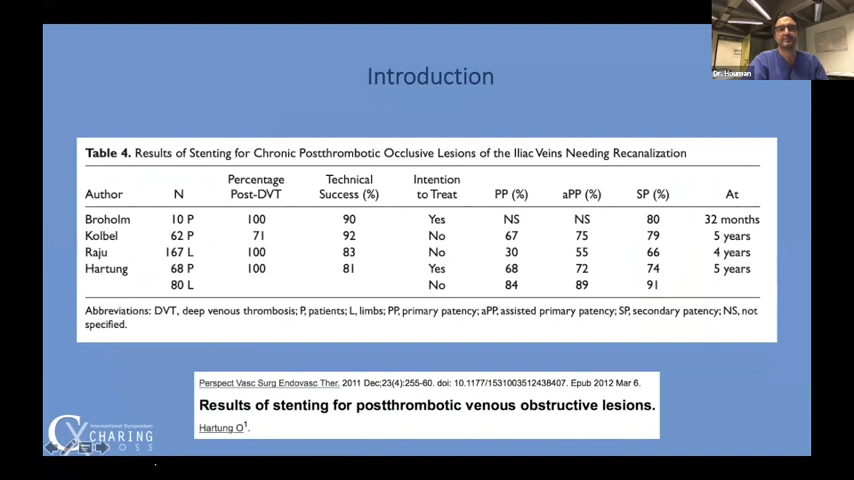 Dr. Houman
Introduction
Table 4. Results of Stenting for Chronic Postthrombotic Occlusive Lesions of the Iliac Veins Needing Recanalization
Percentage Technical Intention
Author N Post-DVT Success (%) to Treat PP (%) aPP (%) SP (%) At
Broholm 10 P 100 90 Yes NS NS 80 32 months
Kolbel 62 P 71 92 No 67 75 79 5 years
Raju 167 L 100 83 No 30 55 66 4 years
Hartung 68 P 100 81 Yes 68 72 74 5 years
80 L No 84 89 91
Abbreviations: DVT, deep venous thrombosis; P, patients; L, limbs; PP, primary patency; aPP, assisted primary patency; SP, secondary patency; NS, not
specified.
Perspect Vasc Surg Endovasc Ther. 2011 Dec;23(4):255-60. doi: 10.1177/1531003512438407. Epub 2012 Mar 6.
Results of stenting for postthrombotic venous obstructive lesions.
Hartung O1.
International Symposium
CHARING